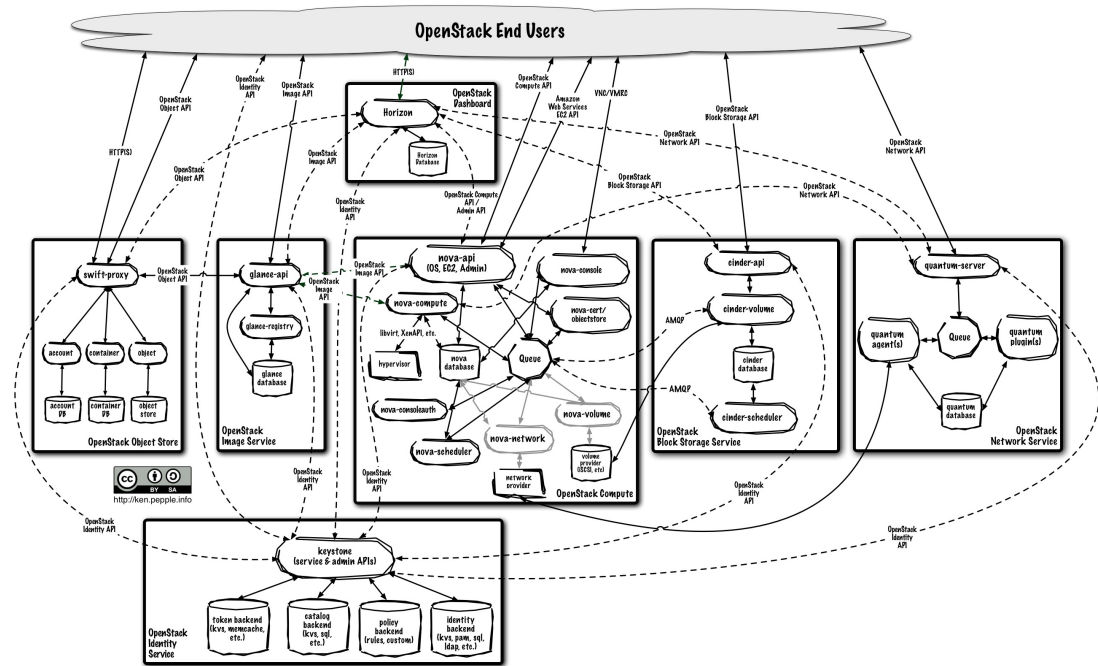 OpenStack End Users
HTTP(S)
OpenStack
Object API
OpenStack
Identity
API
OpenStack
Image API
HTTP(S)
OpenStack
Compute
API
Amazon
Web Services
EC2 API
VNC/VMRC
OpenStack
Block Storage API
OpenStack
Network API
OpenStack
Dashboard
Horizon
Horizon
Database
OpenStack
Object API
OpenStack
Image API
OpenStack
Identity
API
OpenStack Compute
API /
Admin API
OpenStack
Block Storage API
OpenStack
Network API
OpenStack
Network API
swift-proxy
account
container
object
account
DB
container
DB
object
store
OpenStack Object Store
OpenStack
Object API
glance-api
glance-registry
glance
database
OpenStack
Image Service
OpenStack
Image API
OpenStack
Image API
nova-api
(OS, EC2, Admin)
nova-console
nova-compute
nova-cert/
objectstore
libvirt, XenAPI, etc.
hypervisor
nova
database
Queue
nova-consoleauth
nova-volume
nova-network
nova-scheduler
volume
provider
(iSCSI, etc)
network
provider
OpenStack Compute
AMQP
AMQP
cinder-api
cinder-volume
cinder
database
cinder-scheduler
OpenStack
Block Storage Service
quantum-server
quantum
agent(s)
Queue
quantum
plugin(s)
quantum
database
OpenStack
Network Service
cc
BY SA
http://ken.pepple.info
OpenStack
Identity API
OpenStack
Identity
API
OpenStack
Identity
API
OpenStack
Identity
API
OpenStack
Identity
API
keystone
(service & admin APIs)
token backend
(kvs, memcache,
etc.)
catalog
backend
(kvs, sql,
etc.)
policy
backend
(rules, custom)
identity
backend
(kvs, pam, sql,
ldap, etc.)
OpenStack
Identity
Service